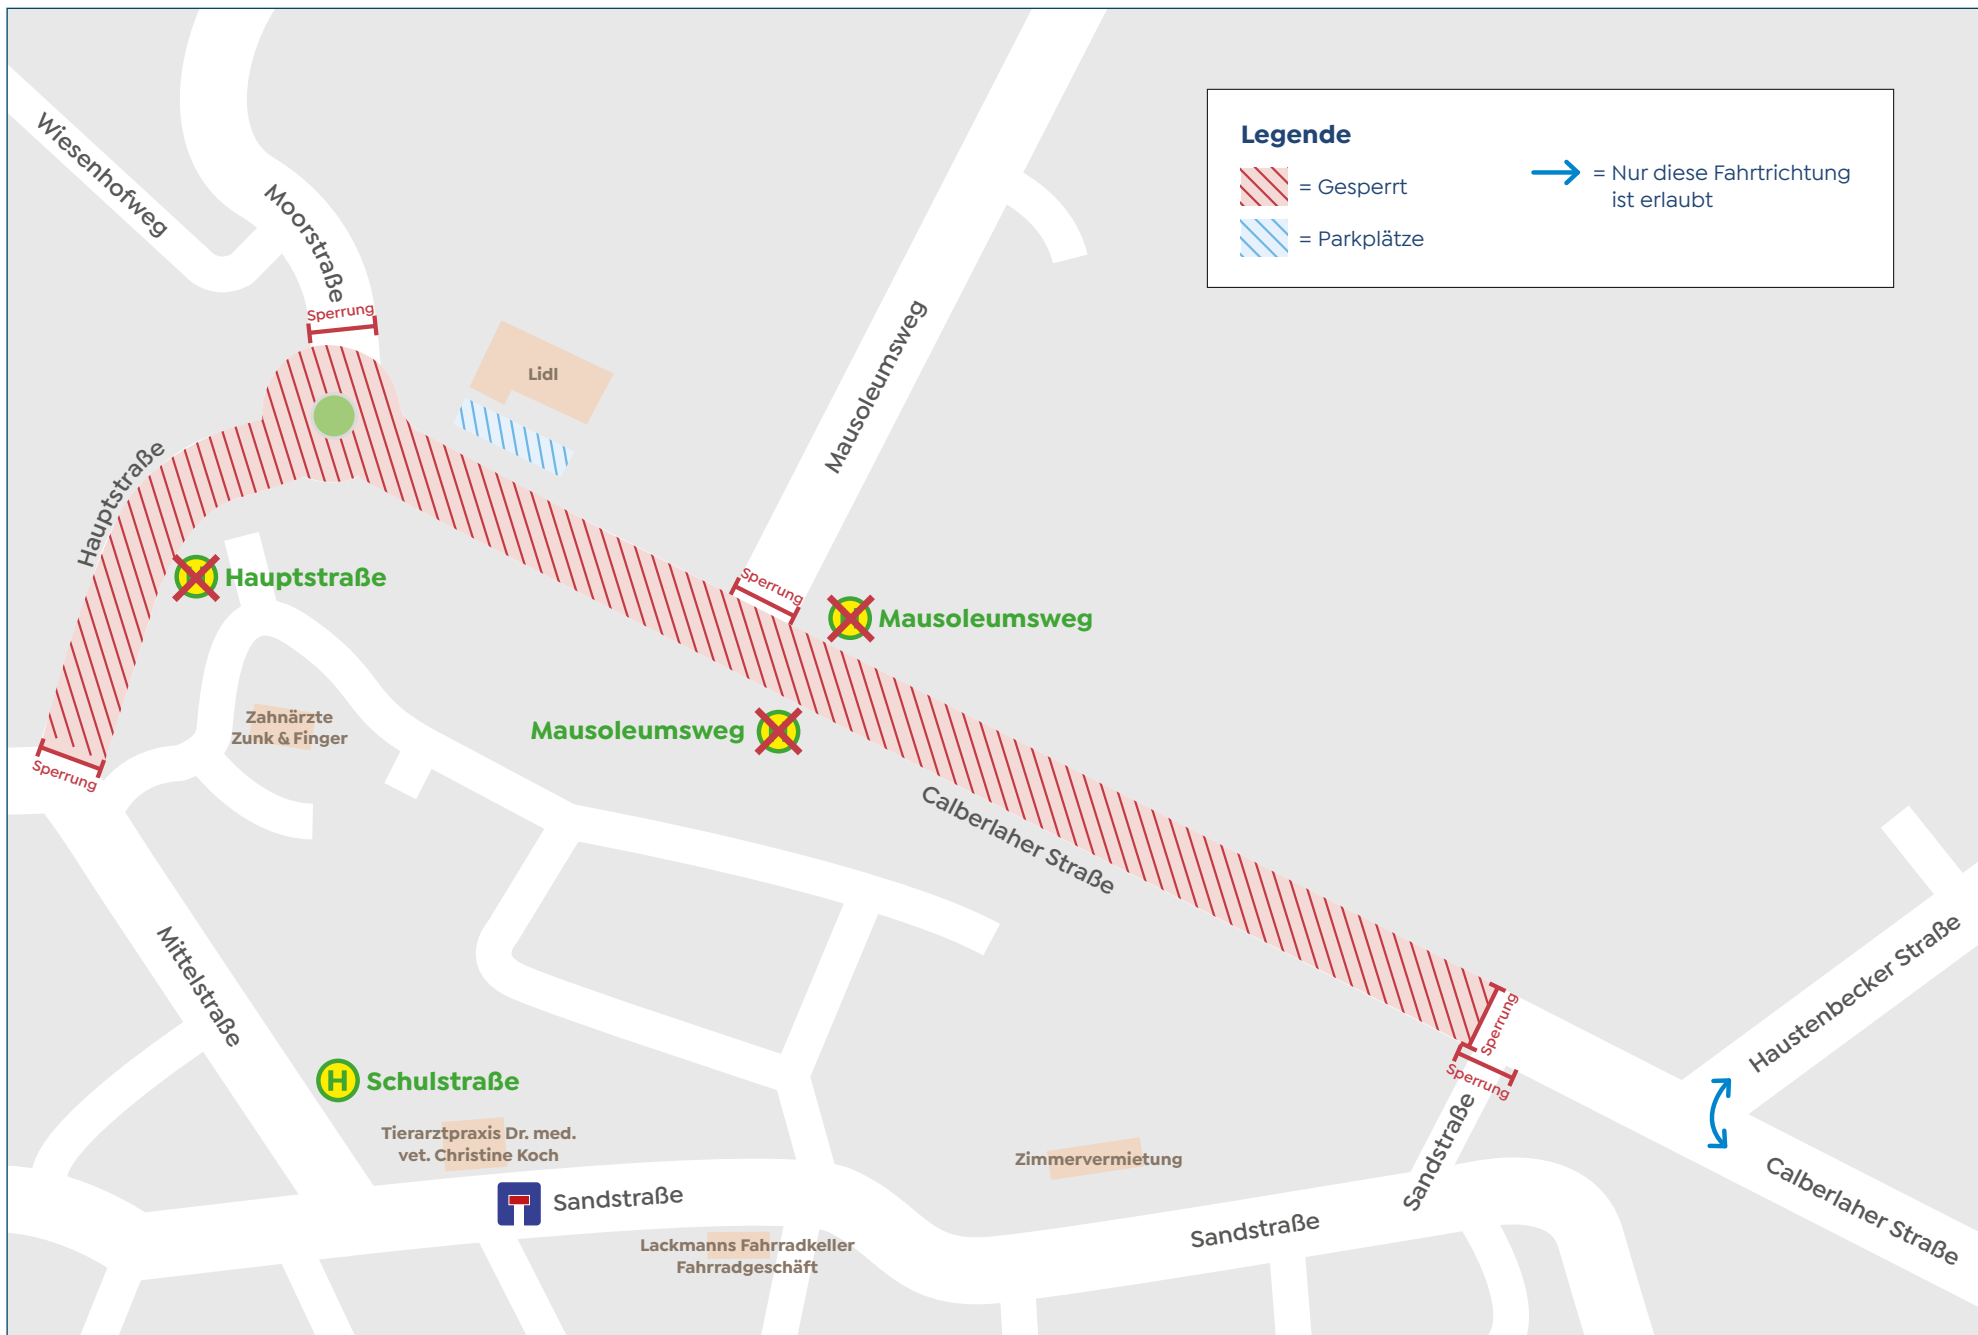 Legende
= Gesperrt
= Parkplätze
= Nur diese Fahrtrichtung
ist erlaubt
Wiesenhofweg
Moorstraße
Sperrung
Lidl
Mausoleumsweg
Hauptstraße
Hauptstraße
Sperrung
Mausoleumsweg
Mausoleumsweg
Zahnärzte
Zunk & Finger
Sperrung
Calberlaher Straße
Mittelstraße
Haustenbecker Straße
Sperrung
Sperrung
H
Schulstraße
Tierarztpraxis Dr. med.
vet. Christine Koch
Zimmervermietung
Sandstraße
Sandstraße
Sandstraße
Calberlaher Straße
Lackmanns Fahrradkeller
Fahrradgeschäft